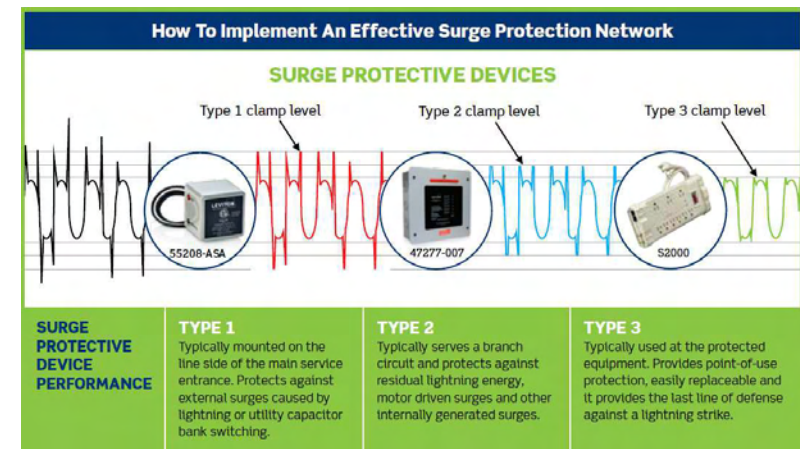 How To Implement An Effective Surge Protection Network
SURGE PROTECTIVE DEVICES
Type 1 clamp level
Type 2 clamp level
Type 3 clamp level
LEVITON
55208-ASA
47277-007
S2000
SURGE
PROTECTIVE
DEVICE
PERFORMANCE
TYPE 1
Typically mounted on the
line side of the main service
entrance. Protects against
external surges caused by
lightning or utility capacitor
bank switching.
TYPE 2
Typically serves a branch
circuit and protects against
residual lightning energy,
motor driven surges and other
internally generated surges.
TYPE 3
Typically used at the protected
equipment. Provides point-of-use
protection, easily replaceable and
it provides the last line of defense
against a lightning strike.